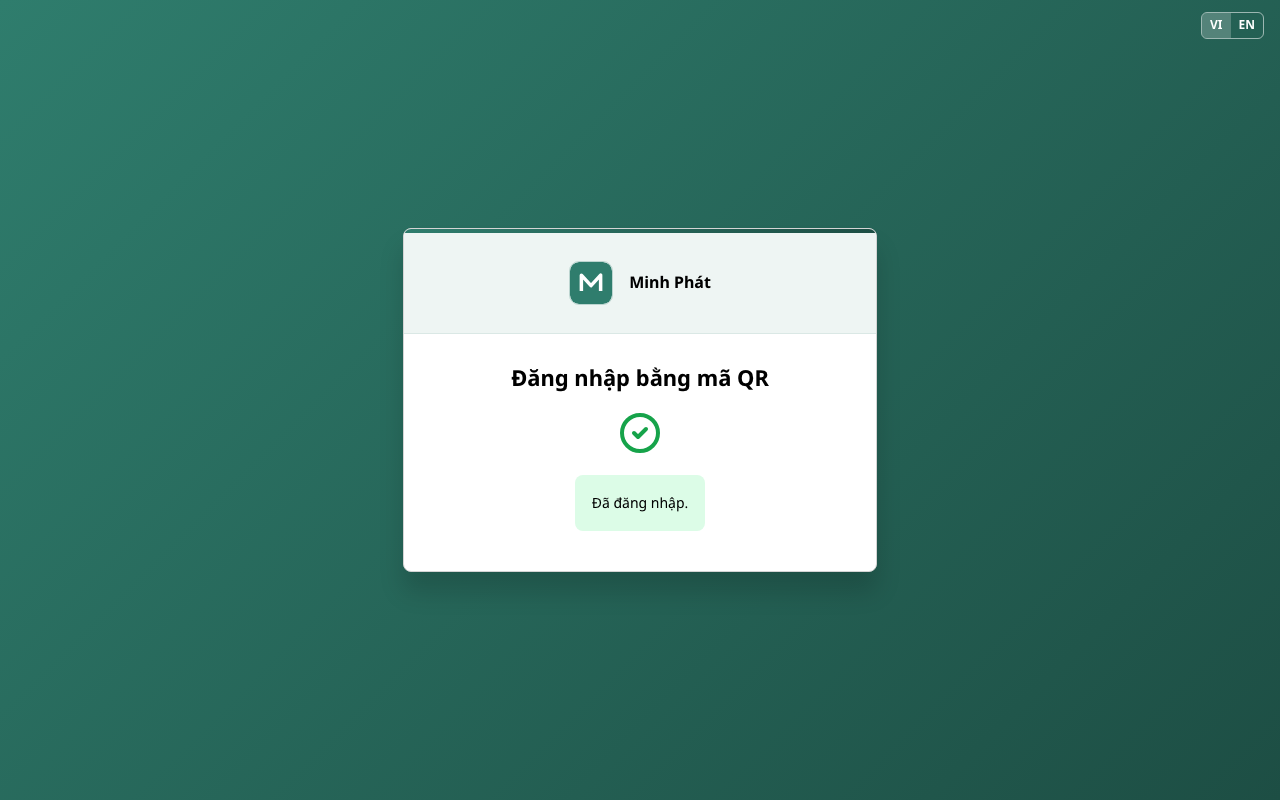 VI EN
Minh Phát
Đăng nhập bằng mã QR
Đã đăng nhập.